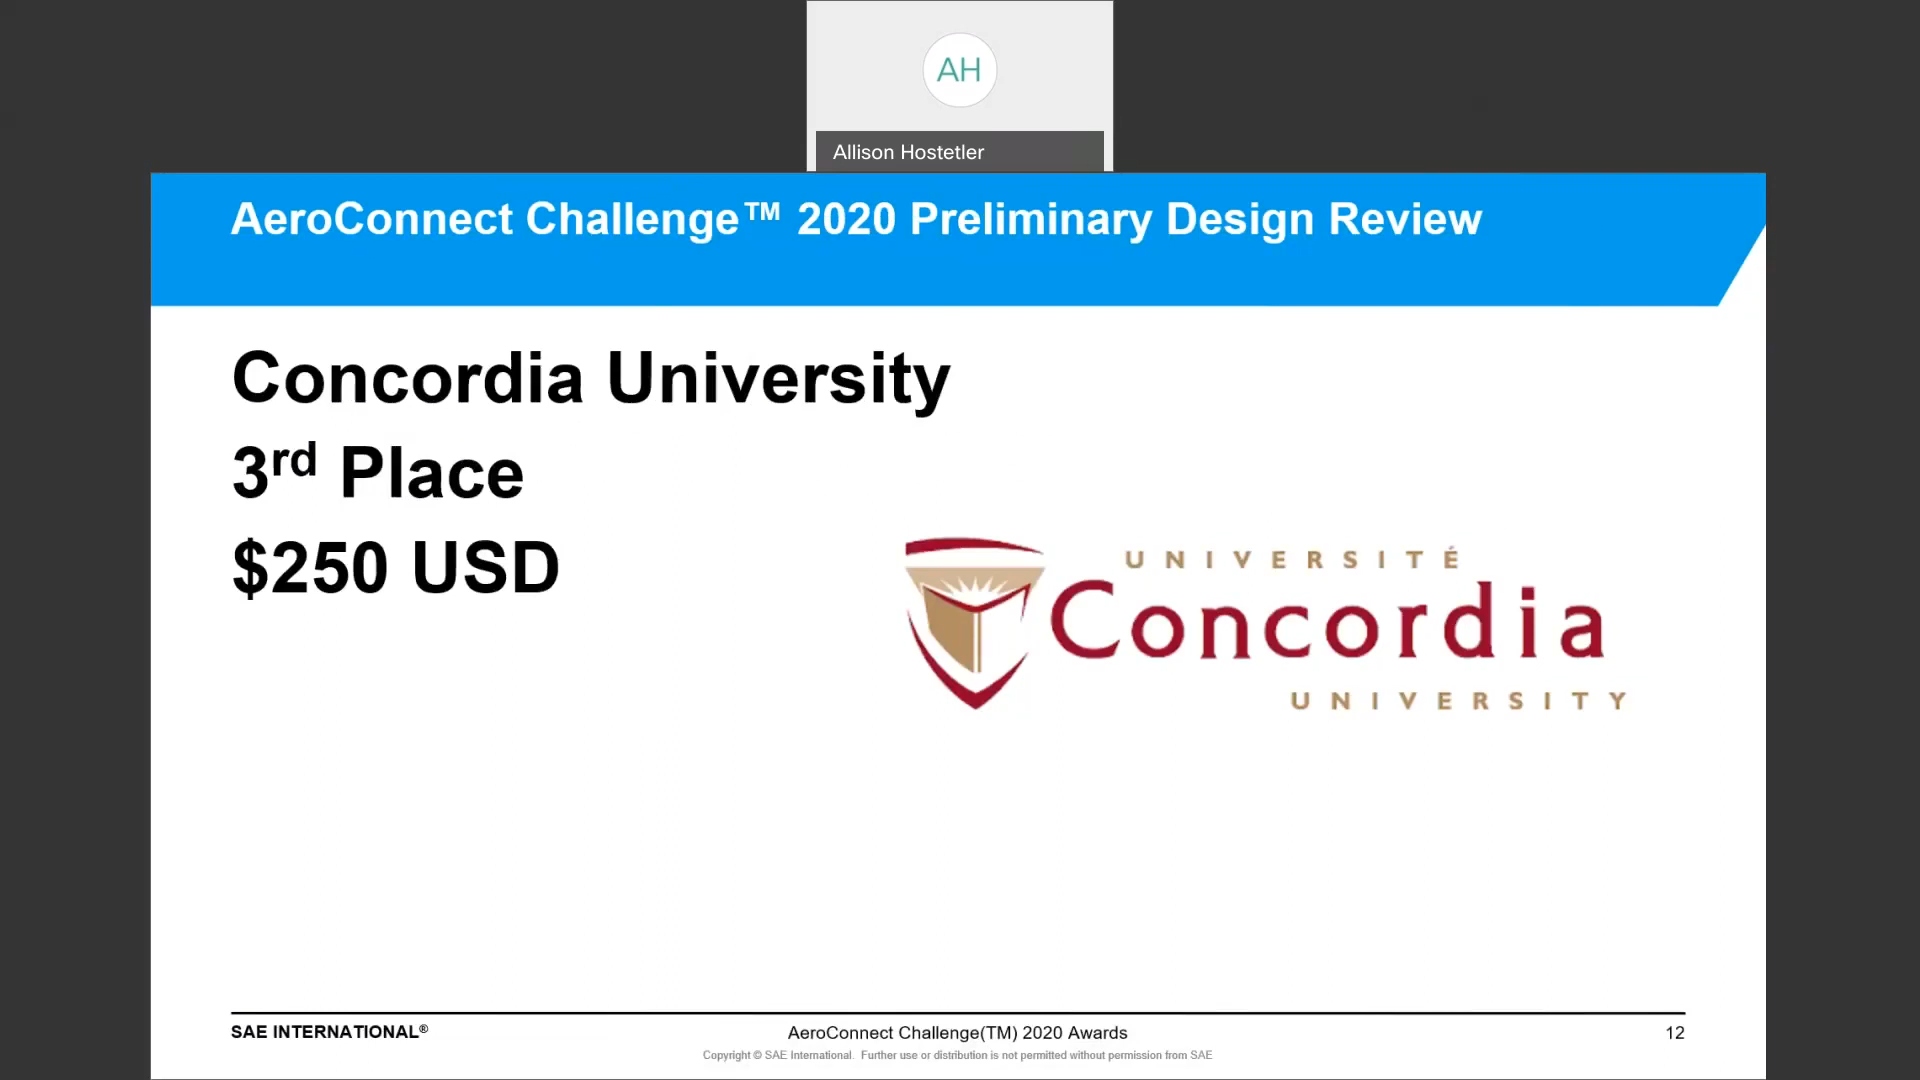 AH
Allison Hostetler
AeroConnect Challenge™ 2020 Preliminary Design Review
Concordia University
3rd Place
$250 USD
UNIVERSITÉ
Concordia
UNIVERSITY
SAE INTERNATIONAL®
AeroConnect Challenge(TM) 2020 Awards
12
Copyright © SAE International. Further use or distribution is not permitted without permission from SAE